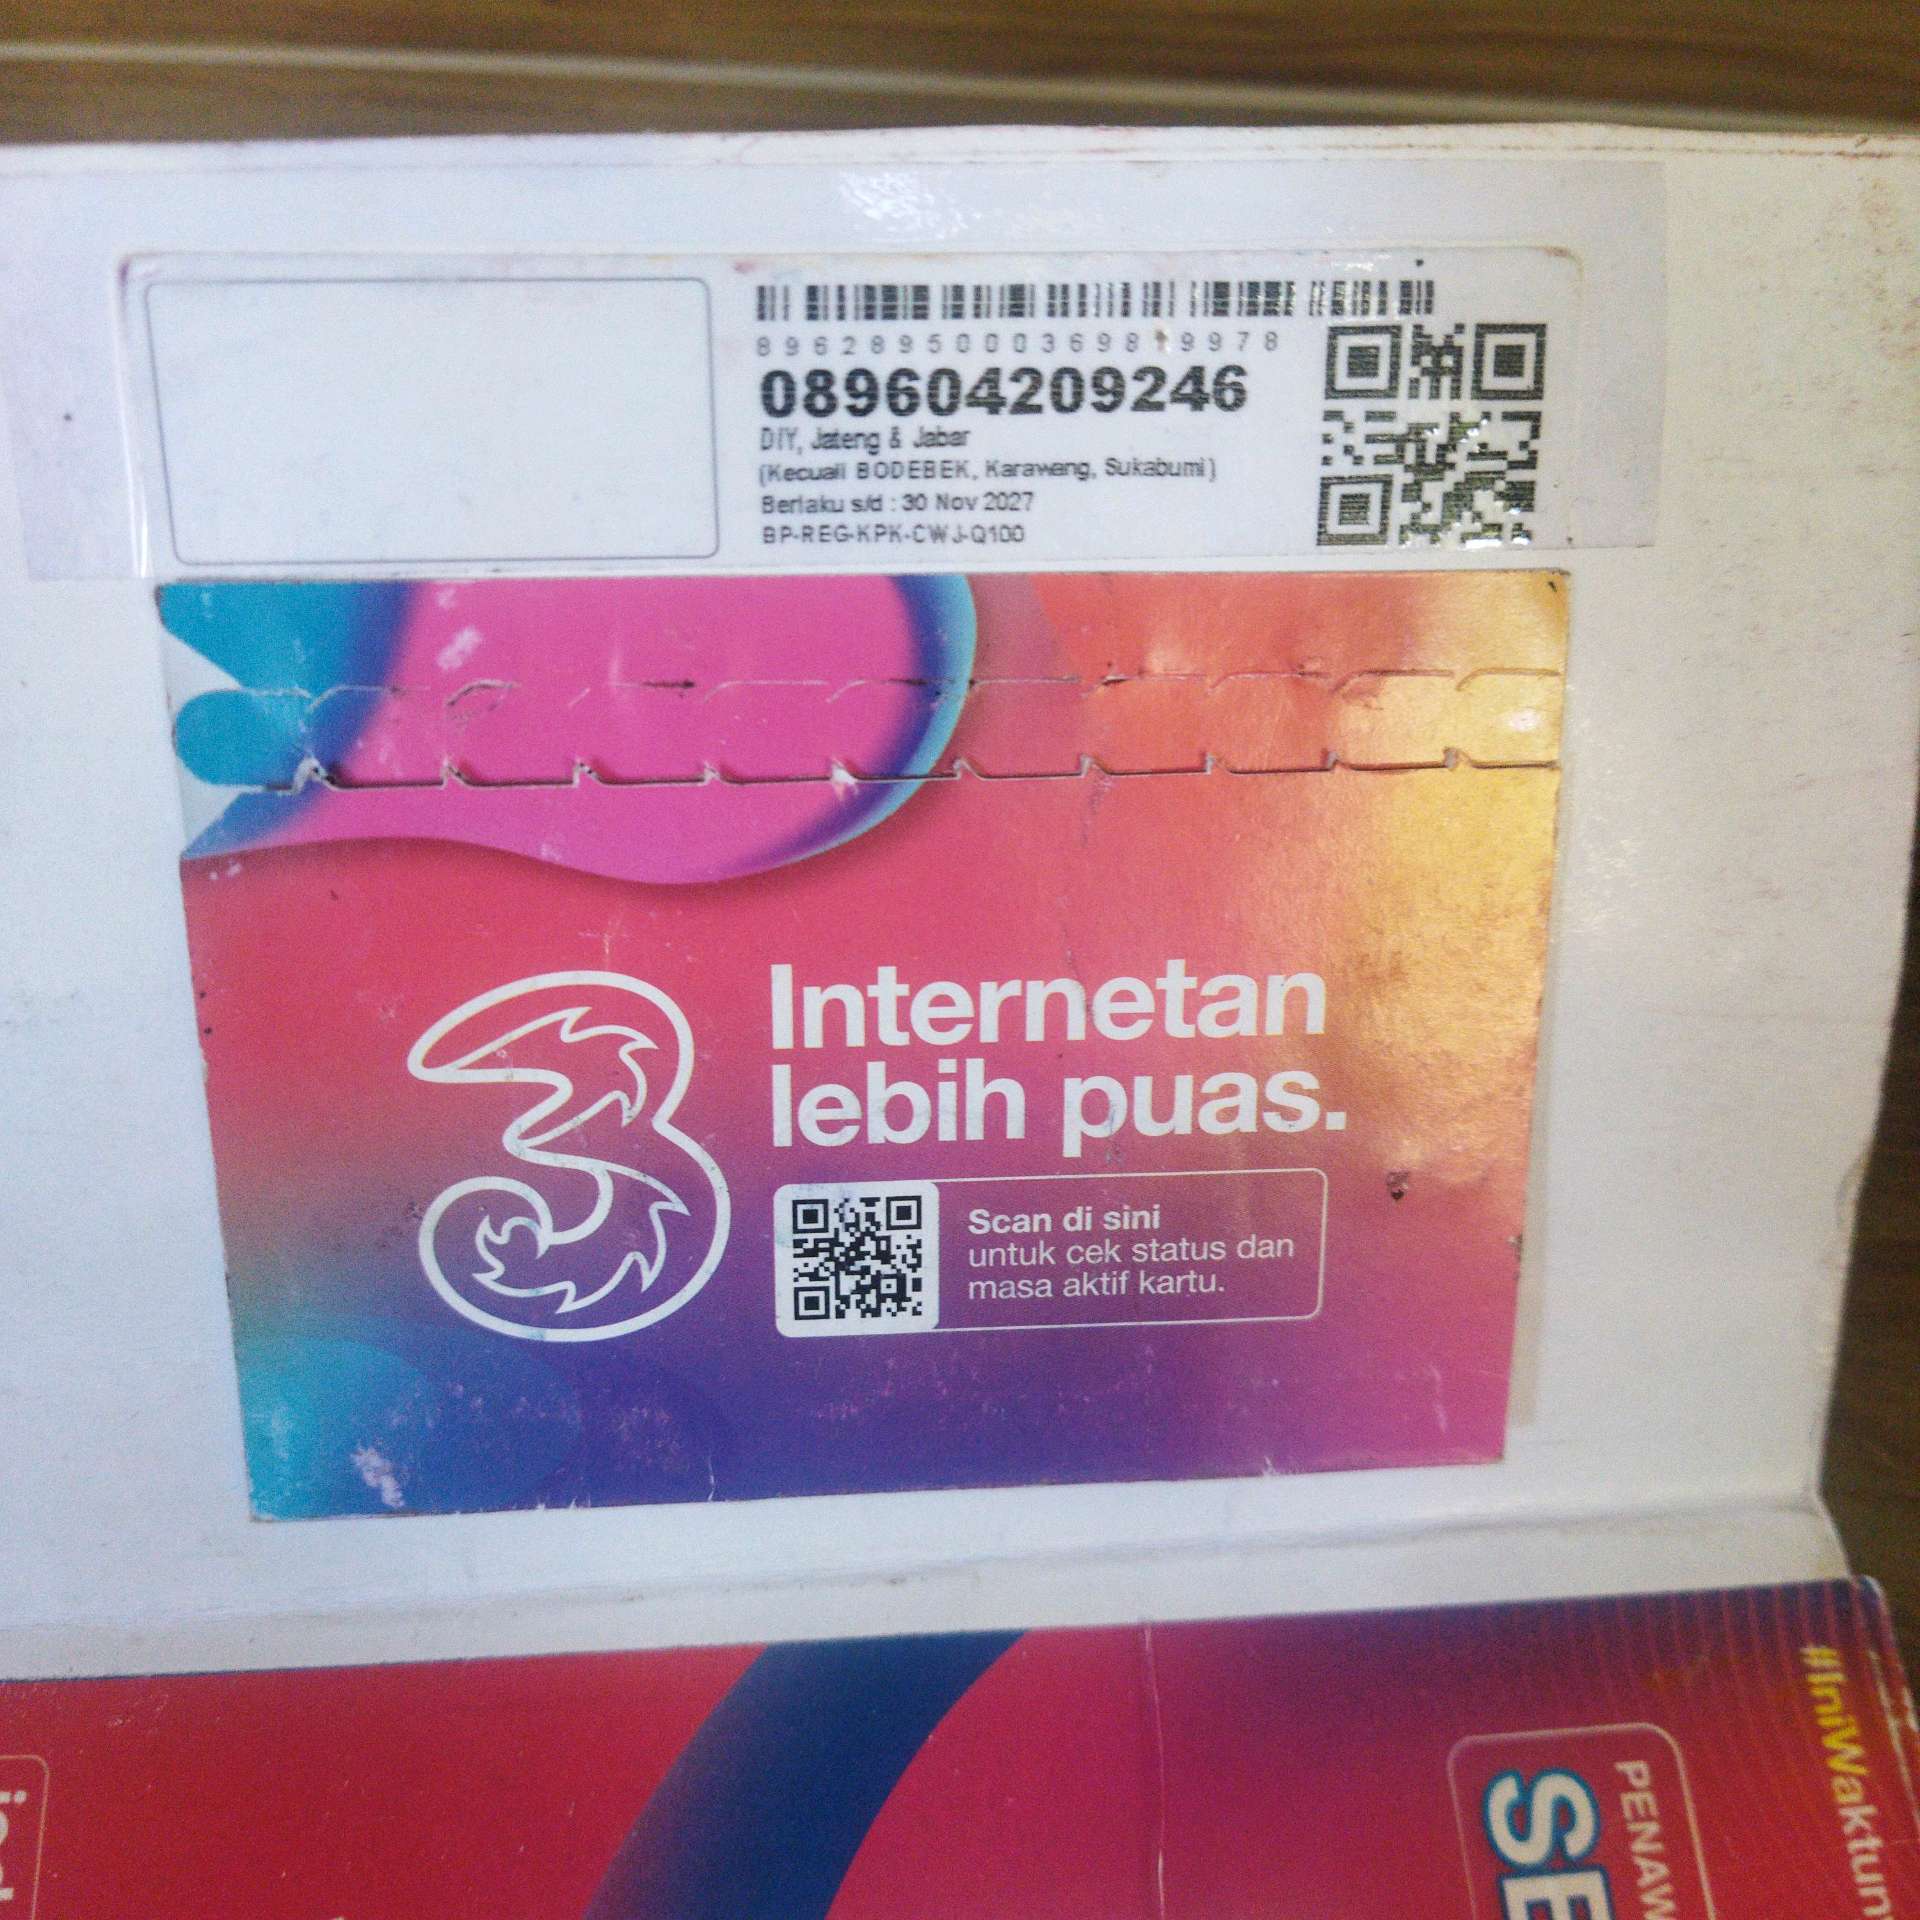 8962895000369819978
089604209246
DIY, Jateng & Jabar
(Kecuali BODEBEK, Karawang, Sukabumi)
Berlaku s/d : 30 Nov 2027
BP-REG-KPK-CWJ-Q100
Internetan
lebih puas.
Scan di sini
untuk cek status dan
masa aktif kartu.
#IniWaktun
PENAW
SE